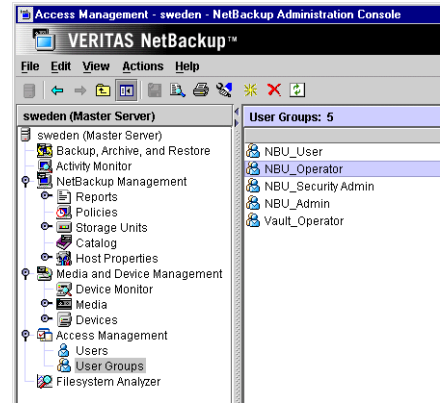 Access Management - sweden - NetBackup Administration Console
VERITAS NetBackup™
File Edit View Actions Help
sweden (Master Server)
User Groups: 5
sweden (Master Server)
Backup, Archive, and Restore
Activity Monitor
NetBackup Management
Reports
Policies
Storage Units
Catalog
Host Properties
Media and Device Management
Device Monitor
Media
Devices
Access Management
Users
User Groups
Filesystem Analyzer
NBU_User
NBU_Operator
NBU_Security Admin
NBU_Admin
Vault_Operator